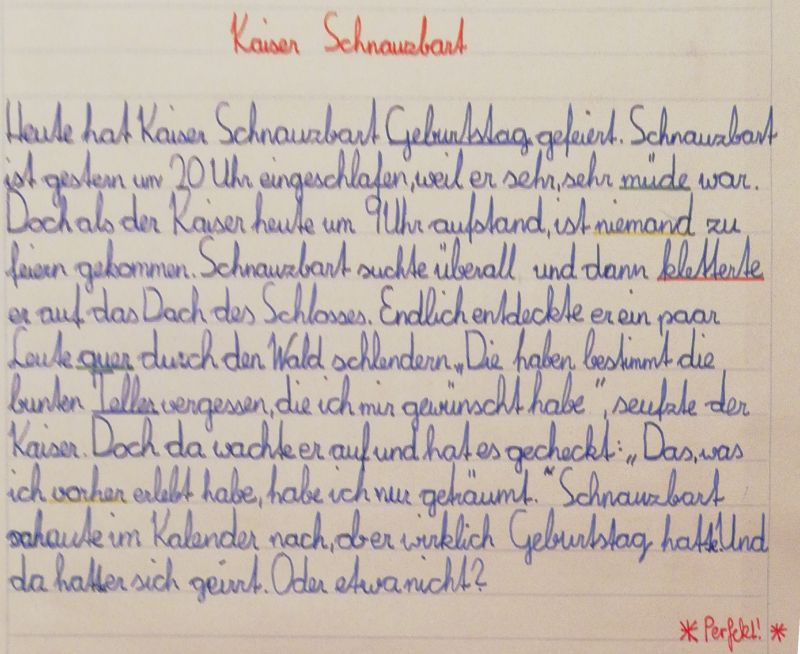 Kaiser Schnauzbart
Heute hat Kaiser Schnauzbart Geburtstag gefeiert. Schnauzbart
ist gestern um 20 Uhr eingeschlafen, weil er sehr, sehr müde war.
Doch als der Kaiser heute um 9 Uhr aufstand, ist niemand zu
feiern gekommen. Schnauzbart suchte überall und dann kletterte
er auf das Dach des Schlosses. Endlich entdeckte er ein paar
Leute quer durch den Wald schlendern. „Die haben bestimmt die
bunten Teller vergessen, die ich mir gewünscht habe“, seufzte der
Kaiser. Doch da wachte er auf und hat es gecheckt: „Das, was
ich vorher erlebt habe, habe ich nur geträumt.“ Schnauzbart
schaute im Kalender nach, ob er wirklich Geburtstag hatte. Und
da hat er sich geirrt. Oder etwa nicht?
* Perfekt! *